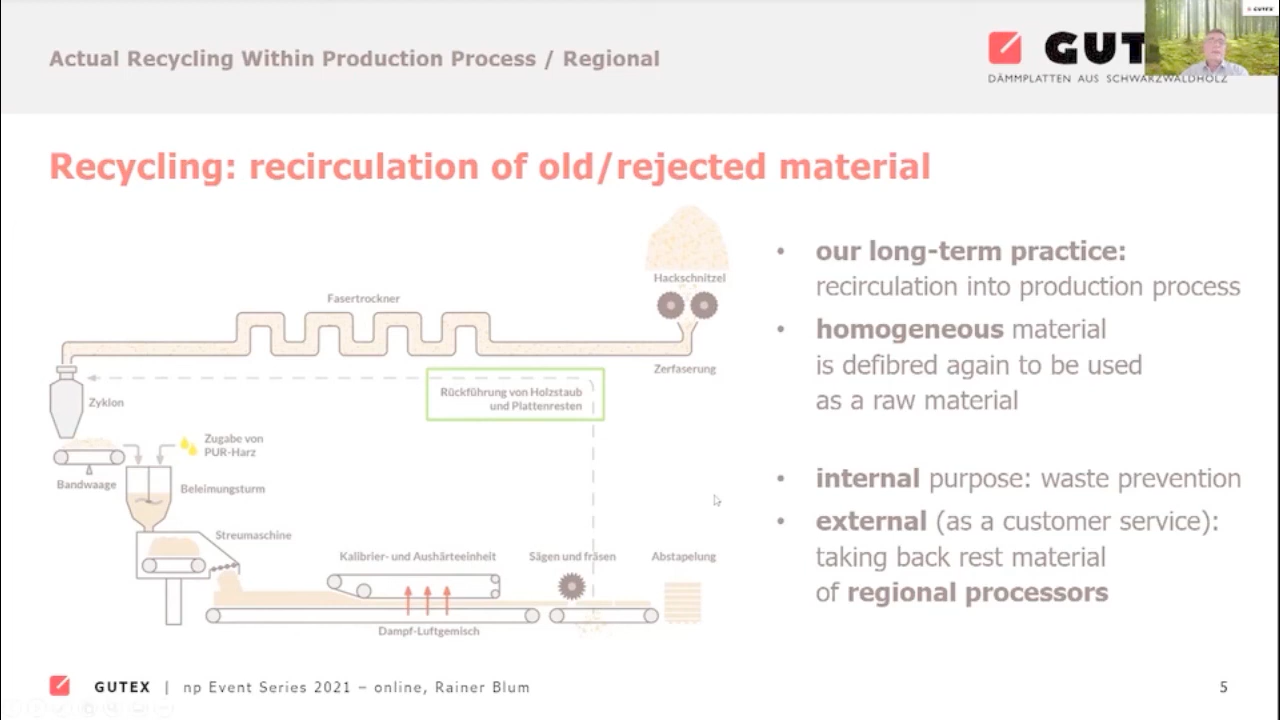 Actual Recycling Within Production Process / Regional
GUT
DÄMMPLATTEN AUS SCHWARZWALDHOLZ
GUTEX
Recycling: recirculation of old/rejected material
Hackschnitzel
Fasertrockner
Zerfaserung
Rückführung von Holzstaub
und Plattenresten
Zyklon
Zugabe von
PUR-Harz
Bandwaage
Beleimungsturm
Streumaschine
Kalibrier- und Aushärteeinheit
Sägen und fräsen
Abstapelung
Dampf-Luftgemisch
• our long-term practice:
recirculation into production process
• homogeneous material
is defibred again to be used
as a raw material
• internal purpose: waste prevention
• external (as a customer service):
taking back rest material
of regional processors
GUTEX | np Event Series 2021 – online, Rainer Blum
5